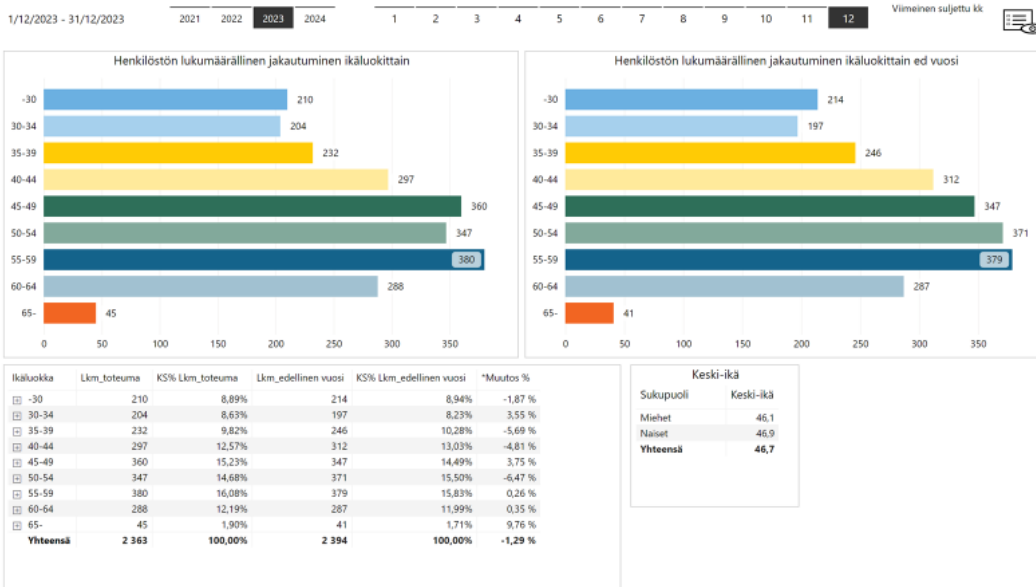 1/12/2023 - 31/12/2023 2021 2022 2023 2024 1 2 3 4 5 6 7 8 9 10 11 12 Viimeinen suljettu kk
Henkilöstön lukumäärällinen jakautuminen ikäluokittain
-30 210
30-34 204
35-39 232
40-44 297
45-49 360
50-54 347
55-59 380
60-64 288
65- 45
0 50 100 150 200 250 300 350
Henkilöstön lukumäärällinen jakautuminen ikäluokittain ed vuosi
-30 214
30-34 197
35-39 246
40-44 312
45-49 347
50-54 371
55-59 379
60-64 287
65- 41
0 50 100 150 200 250 300 350
Ikäluokka Lkm_toteuma KS% Lkm_toteuma Lkm_edellinen vuosi KS% Lkm_edellinen vuosi *Muutos %
-30 210 8,89% 214 8,94% -1,87 %
30-34 204 8,63% 197 8,23% 3,55 %
35-39 232 9,82% 246 10,28% -5,69 %
40-44 297 12,57% 312 13,03% -4,81 %
45-49 360 15,23% 347 14,49% 3,75 %
50-54 347 14,68% 371 15,50% -6,47 %
55-59 380 16,08% 379 15,83% 0,26 %
60-64 288 12,19% 287 11,99% 0,35 %
65- 45 1,90% 41 1,71% 9,76 %
Yhteensä 2 363 100,00% 2 394 100,00% -1,29 %
Keski-ikä
Sukupuoli Keski-ikä
Miehet 46,1
Naiset 46,9
Yhteensä 46,7